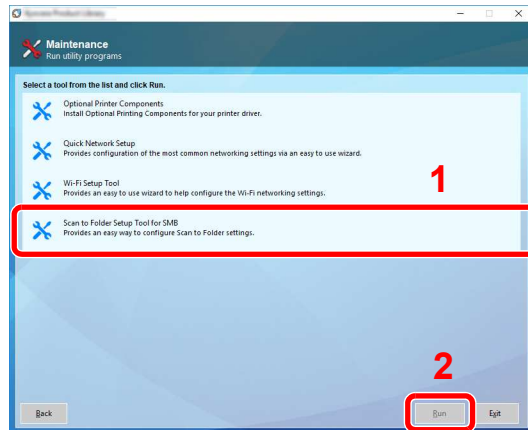 Maintenance
Run utility programs
Select a tool from the list and click Run.
Optional Printer Components
Install Optional Printing Components for your printer driver.
Quick Network Setup
Provides configuration of the most common networking settings via an easy to use wizard.
1
Wi-Fi Setup Tool
Provides an easy to use wizard to help configure the Wi-Fi networking settings.
Scan to Folder Setup Tool for SMB
Provides an easy way to configure Scan to Folder settings.
2
Back
Run
Exit